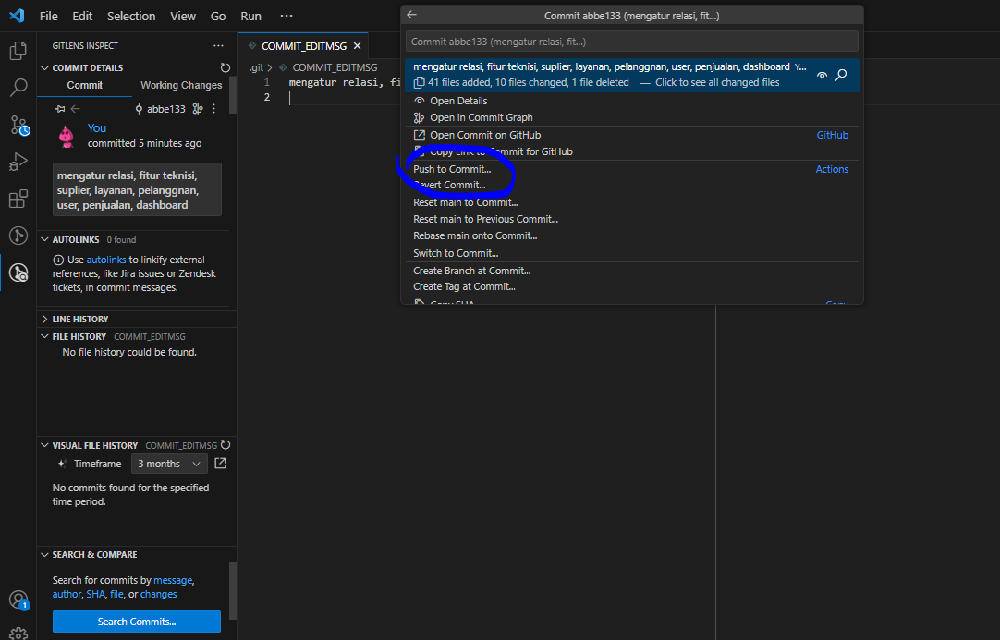 File Edit Selection View Go Run ...
Commit abbe133 (mengatur relasi, fit...)
GITLENS INSPECT
COMMIT DETAILS
Commit Working Changes
abbe133
You
committed 5 minutes ago
mengatur relasi, fitur teknisi,
suplier, layanan, pelanggnan,
user, penjualan, dashboard
AUTOLINKS 0 found
Use autolinks to linkify external
references, like Jira issues or Zendesk
tickets, in commit messages.
LINE HISTORY
FILE HISTORY COMMIT_EDITMSG
No file history could be found.
VISUAL FILE HISTORY COMMIT_EDITMSG
Timeframe 3 months
No commits found for the specified
time period.
SEARCH & COMPARE
Search for commits by message,
author, SHA, file, or changes
Search Commits...
1
COMMIT_EDITMSG
.git > COMMIT_EDITMSG
1 mengatur relasi, fi
2
Commit abbe133 (mengatur relasi, fit...)
mengatur relasi, fitur teknisi, suplier, layanan, pelanggnan, user, penjualan, dashboard Y...
41 files added, 10 files changed, 1 file deleted — Click to see all changed files
Open Details
Open in Commit Graph
Open Commit on GitHub GitHub
Copy Link to Commit for GitHub
Push to Commit... Actions
Revert Commit...
Reset main to Commit...
Reset main to Previous Commit...
Rebase main onto Commit...
Switch to Commit...
Create Branch at Commit...
Create Tag at Commit...
Copy SHA Copy